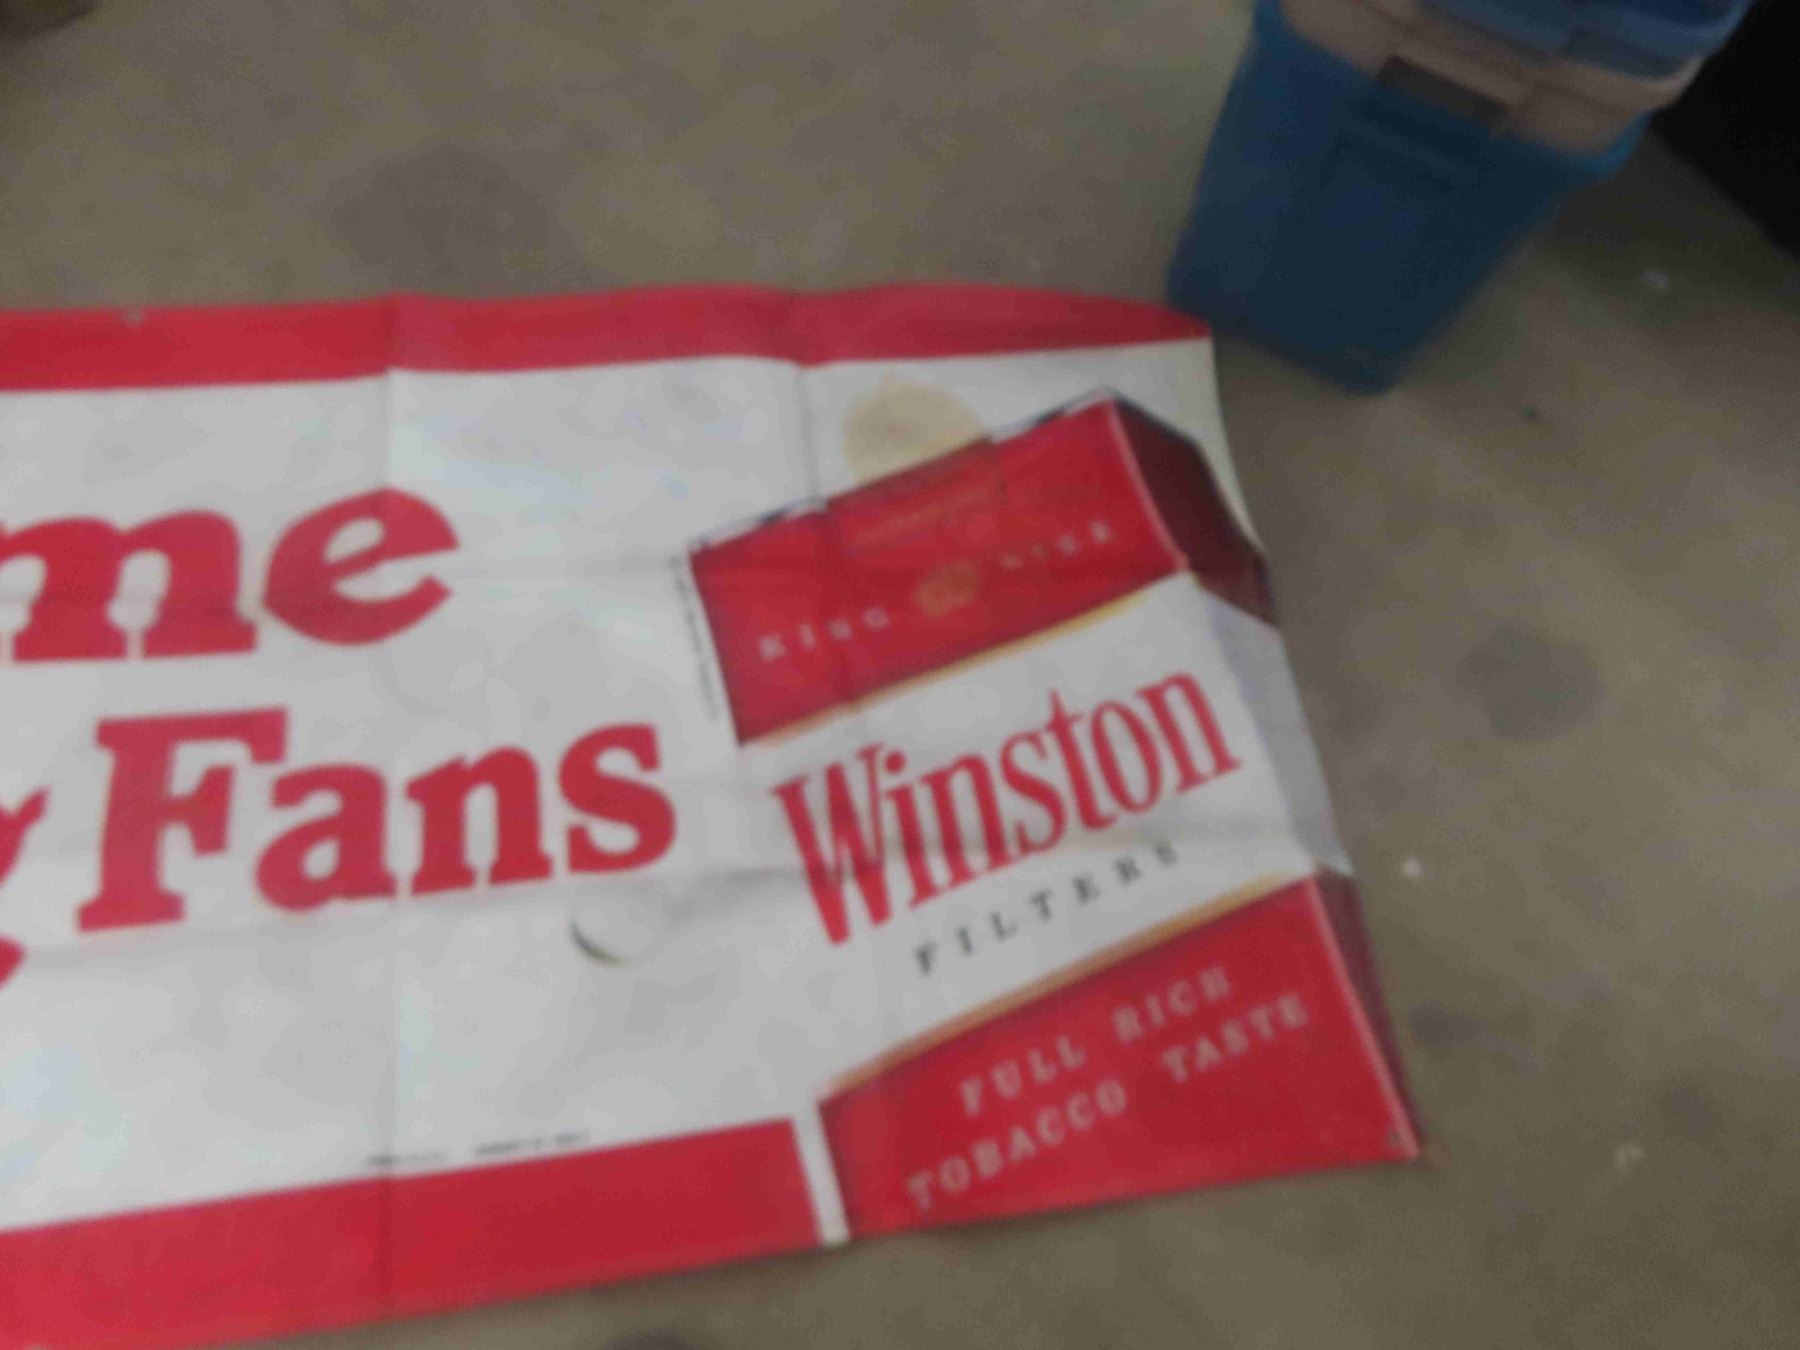 me
Fans
KING SIZE
Winston
FILTERS
FULL RICH
TOBACCO TASTE